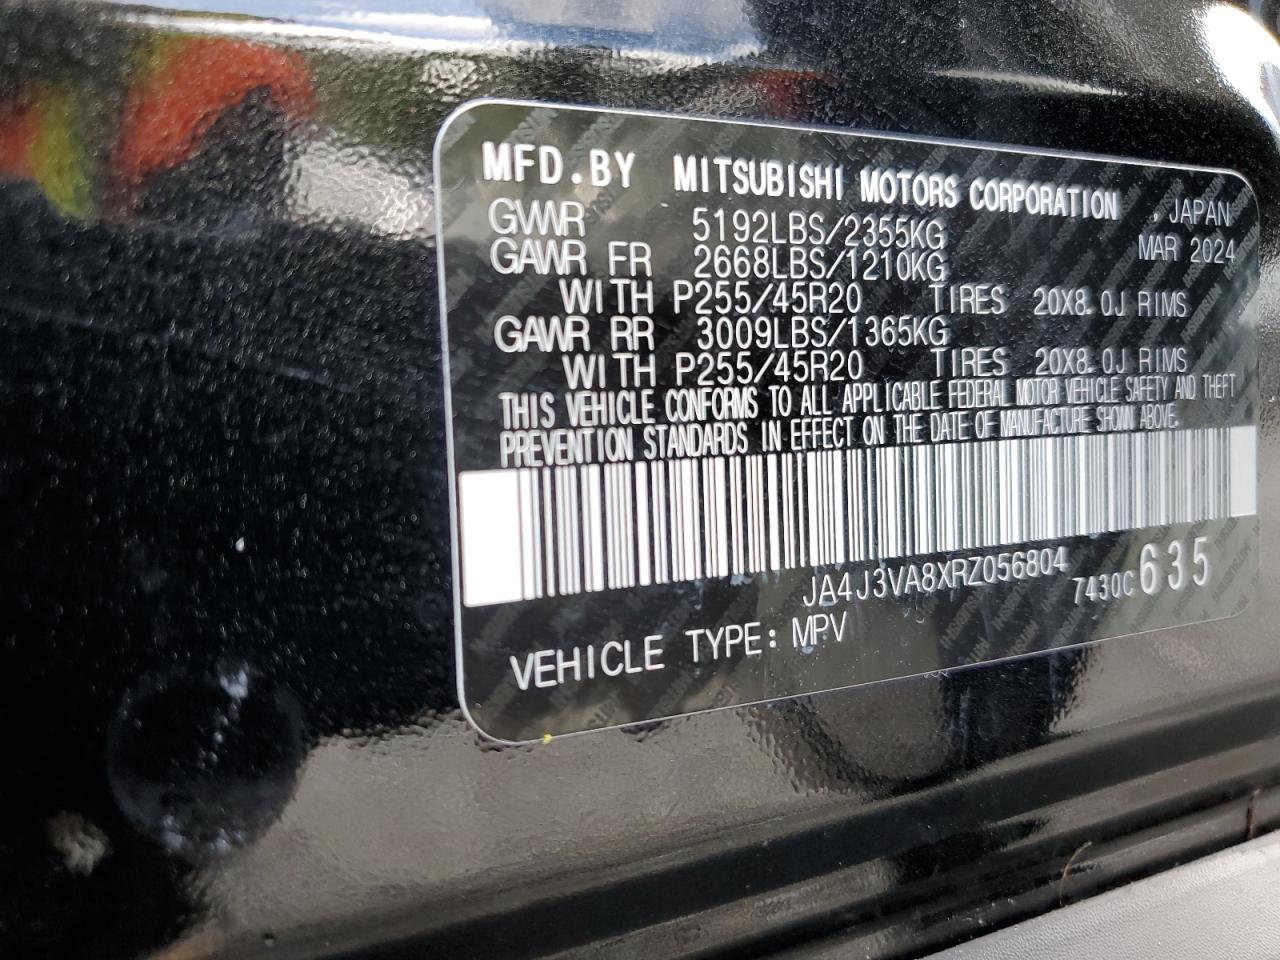 MFD.BY MITSUBISHI MOTORS CORPORATION , JAPAN
GVWR 5192LBS/2355KG MAR 2024
GAWR FR 2668LBS/1210KG
WITH P255/45R20 TIRES 20X8.0J RIMS
GAWR RR 3009LBS/1365KG
WITH P255/45R20 TIRES 20X8.0J RIMS
THIS VEHICLE CONFORMS TO ALL APPLICABLE FEDERAL MOTOR VEHICLE SAFETY AND THEFT
PREVENTION STANDARDS IN EFFECT ON THE DATE OF MANUFACTURE SHOWN ABOVE.
JA4J3VA8XRZ056804
7430C 635
VEHICLE TYPE: MPV